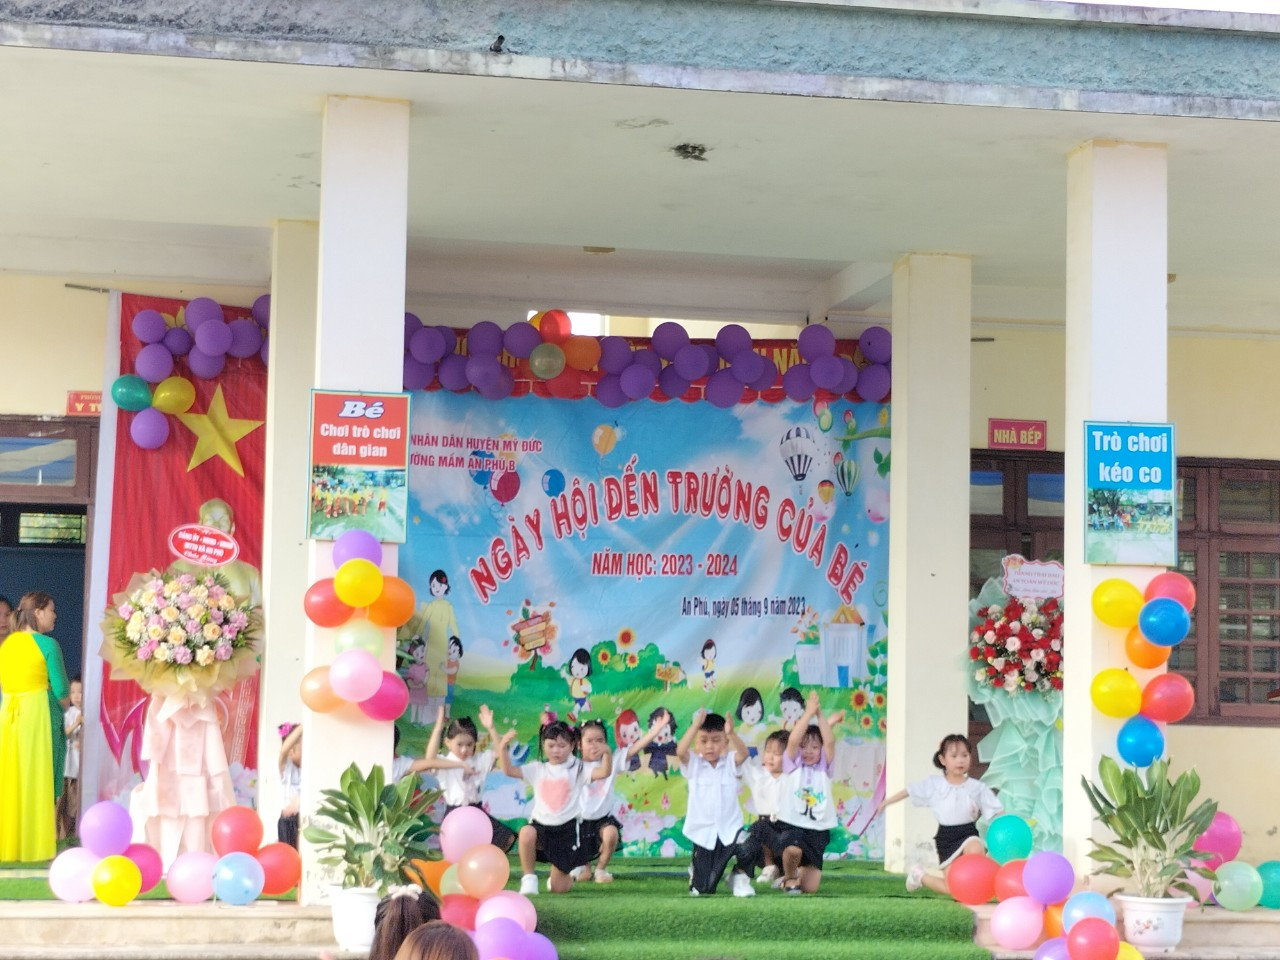 Bé
Chơi trò chơi
dân gian
Trò chơi
kéo co
NHÀ BẾP
Y T
NHÂN DÂN HUYỆN MỸ ĐỨC
ỜNG MẦM AN PHÚ B
NGÀY HỘI ĐẾN TRƯỜNG CỦA BÉ
NĂM HỌC: 2023 - 2024
An Phú, ngày 05 tháng 9 năm 2023